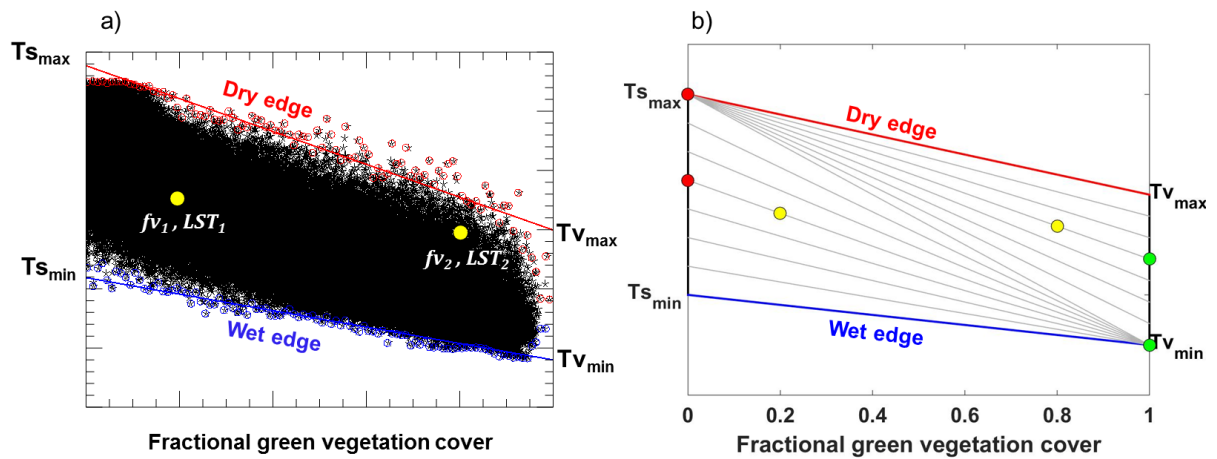 a)
Ts_max
Dry edge
fv_1 , LST_1
fv_2 , LST_2
Tv_max
Ts_min
Wet edge
Tv_min
Fractional green vegetation cover
b)
Ts_max
Dry edge
Tv_max
Ts_min
Wet edge
Tv_min
0 0.2 0.4 0.6 0.8 1
Fractional green vegetation cover